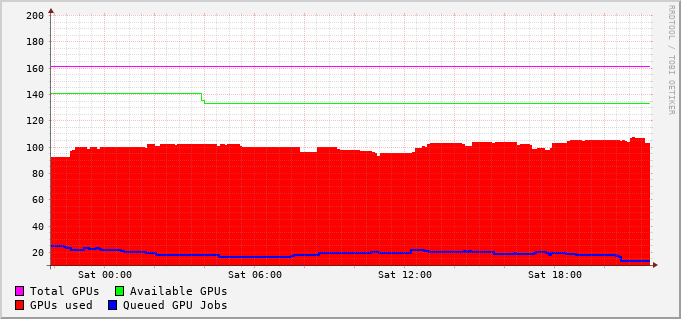 RRDTOOL / TOBI OETIKER
200
180
160
140
120
100
80
60
40
20
Sat 00:00 Sat 06:00 Sat 12:00 Sat 18:00
Total GPUs Available GPUs
GPUs used Queued GPU Jobs